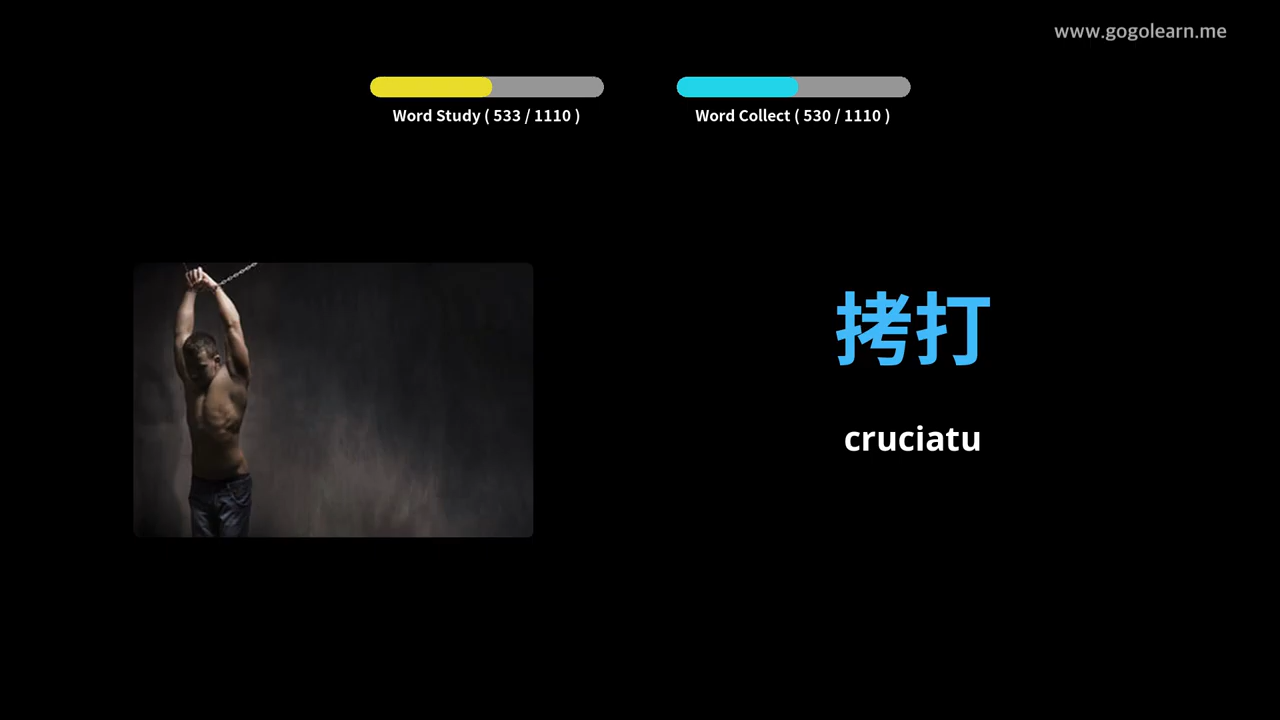 www.gogolearn.me
Word Study ( 533 / 1110 )
Word Collect ( 530 / 1110 )
拷打
cruciatu